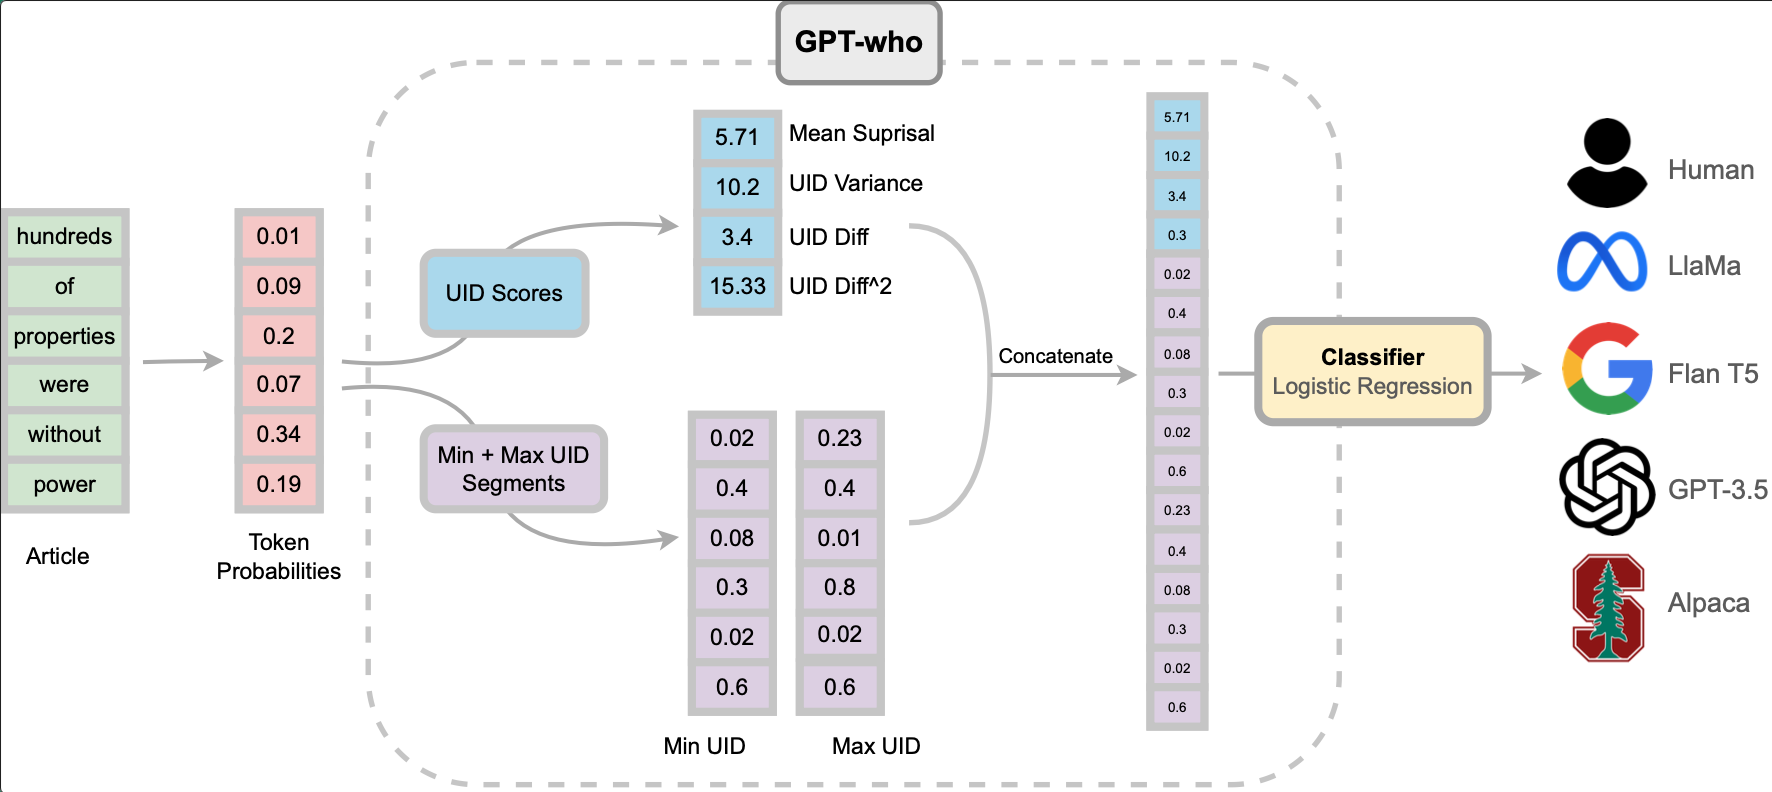 GPT-who
hundreds
of
properties
were
without
power
Article
0.01
0.09
0.2
0.07
0.34
0.19
Token
Probabilities
UID Scores
Min + Max UID
Segments
5.71
10.2
3.4
15.33
Mean Suprisal
UID Variance
UID Diff
UID Diff^2
0.02
0.4
0.08
0.3
0.02
0.6
Min UID
0.23
0.4
0.01
0.8
0.02
0.6
Max UID
Concatenate
5.71
10.2
3.4
0.3
0.02
0.4
0.08
0.3
0.02
0.6
0.23
0.4
0.08
0.3
0.02
0.6
Classifier
Logistic Regression
Human
LlaMa
Flan T5
GPT-3.5
Alpaca